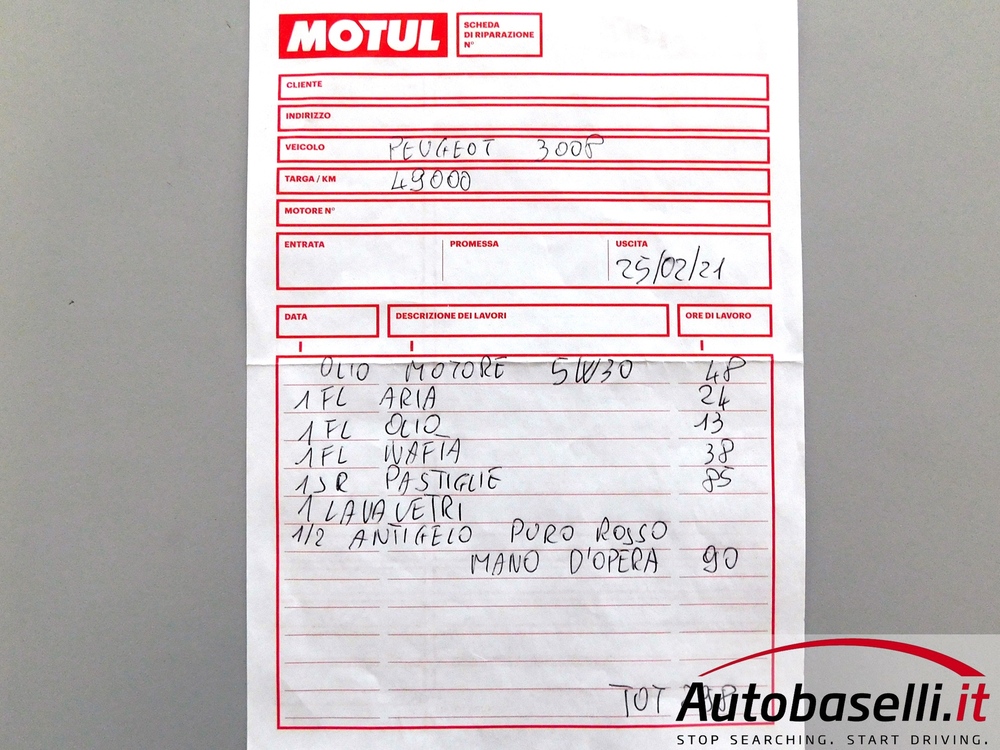 MOTUL
SCHEDA
DI RIPARAZIONE
N°
CLIENTE
INDIRIZZO
VEICOLO PEUGEOT 3008
TARGA / KM 49000
MOTORE N°
ENTRATA PROMESSA USCITA
25/02/21
DATA DESCRIZIONE DEI LAVORI ORE DI LAVORO
OLIO MOTORE 5W30 48
1 FL ARIA 24
1 FL OLIO 13
1 FL NAFTA 38
1 SR PASTIGLIE 85
1 LAVAVETRI
1/2 ANTIGELO PURO ROSSO
MANO D'OPERA 90
TOT
Autobaselli.it
STOP SEARCHING. START DRIVING.